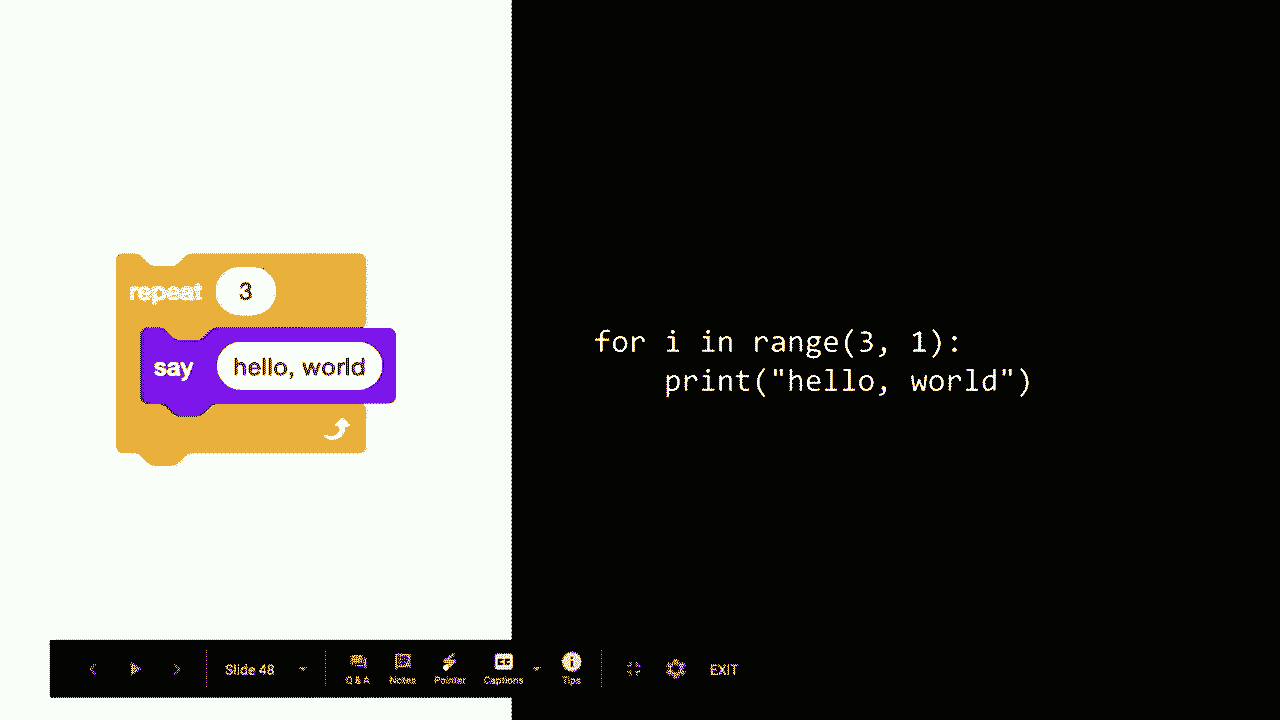 repeat 3
say hello, world
for i in range(3, 1):
    print("hello, world")
Slide 48
Q & A Notes Pointer Captions Tips EXIT